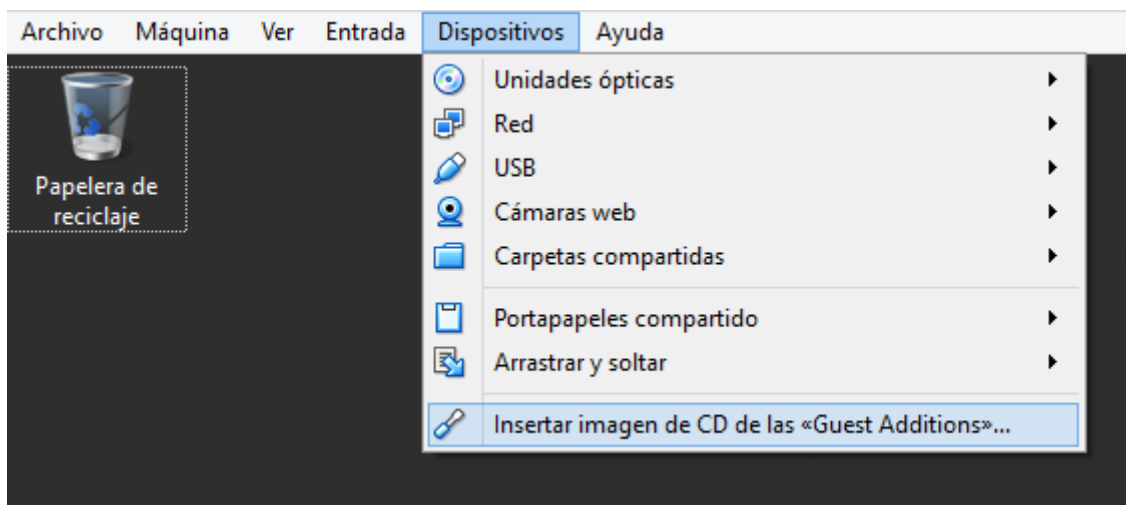 Archivo Máquina Ver Entrada Dispositivos Ayuda
Unidades ópticas
Red
USB
Cámaras web
Carpetas compartidas
Portapapeles compartido
Arrastrar y soltar
Insertar imagen de CD de las «Guest Additions»...
Papelera de
reciclaje